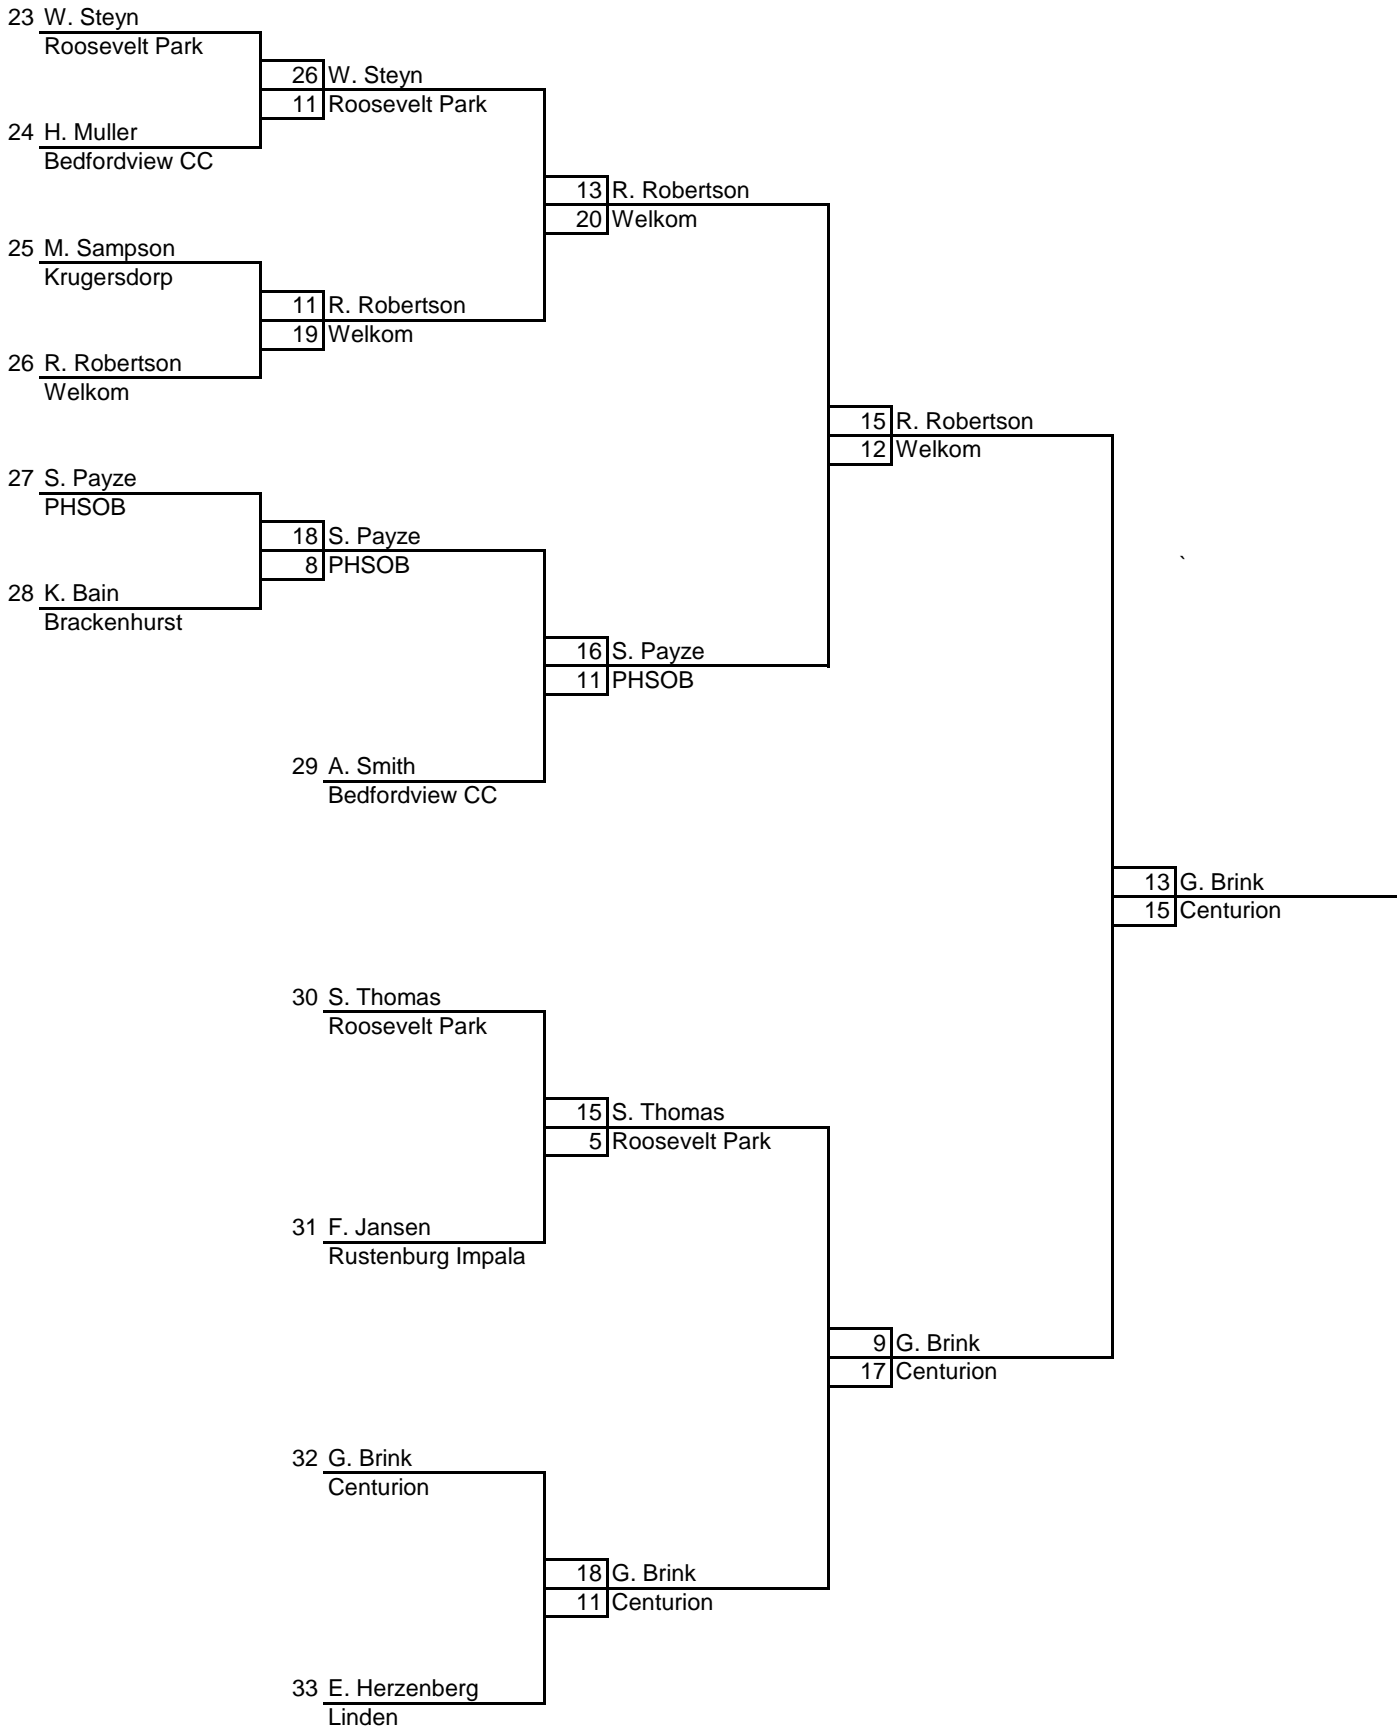 23 W. Steyn
Roosevelt Park
26 W. Steyn
11 Roosevelt Park
24 H. Muller
Bedfordview CC
13 R. Robertson
20 Welkom
25 M. Sampson
Krugersdorp
11 R. Robertson
19 Welkom
26 R. Robertson
Welkom
15 R. Robertson
12 Welkom
27 S. Payze
PHSOB
18 S. Payze
8 PHSOB
`
28 K. Bain
Brackenhurst
16 S. Payze
11 PHSOB
29 A. Smith
Bedfordview CC
13 G. Brink
15 Centurion
30 S. Thomas
Roosevelt Park
15 S. Thomas
5 Roosevelt Park
31 F. Jansen
Rustenburg Impala
9 G. Brink
17 Centurion
32 G. Brink
Centurion
18 G. Brink
11 Centurion
33 E. Herzenberg
Linden